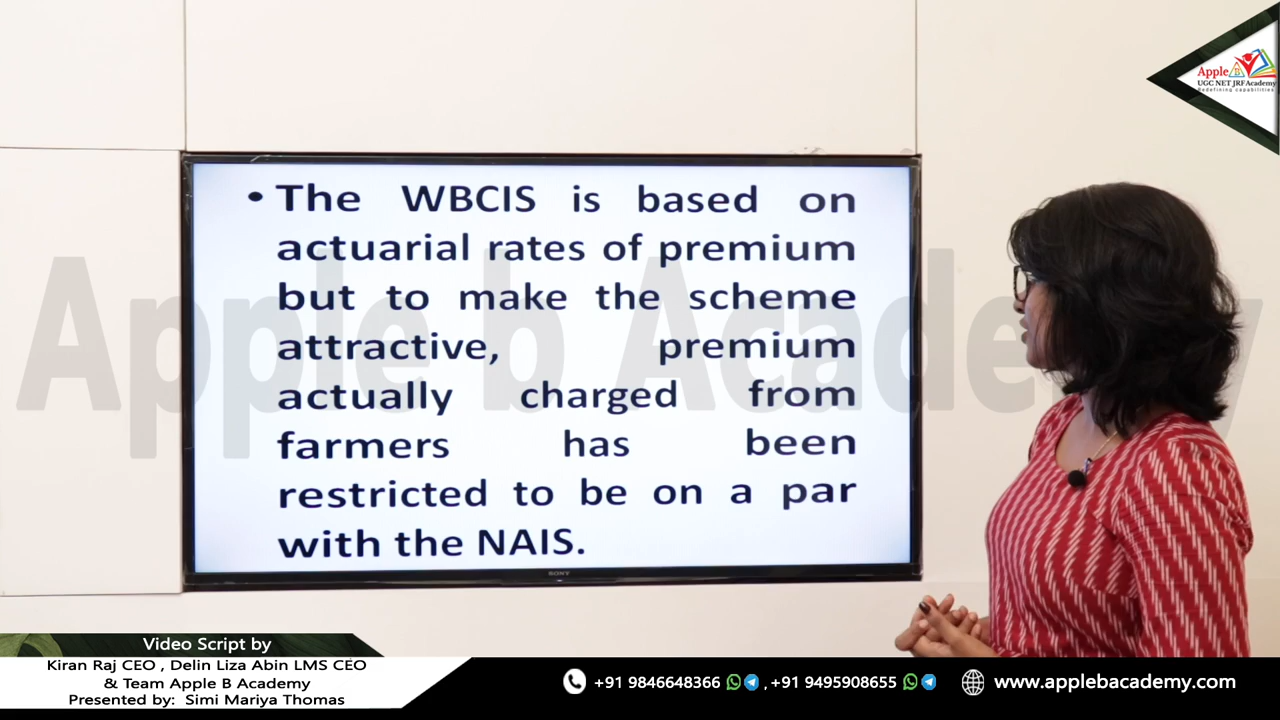 Apple B
UGC NET JRF Academy
Redefining capabilities
• The WBCIS is based on
actuarial rates of premium
but to make the scheme
attractive, premium
actually charged from
farmers has been
restricted to be on a par
with the NAIS.
Apple b Academy
SONY
Video Script by
Kiran Raj CEO , Delin Liza Abin LMS CEO
& Team Apple B Academy
Presented by: Simi Mariya Thomas
+91 9846648366 , +91 9495908655
www.applebacademy.com